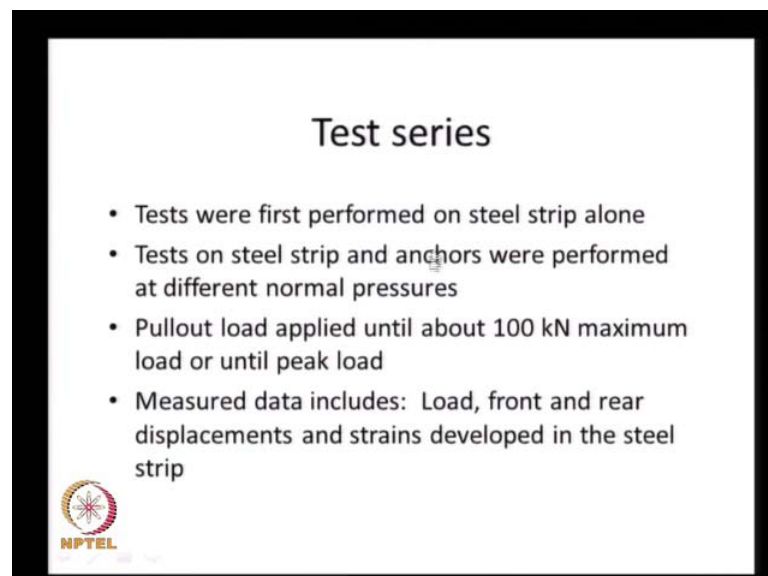 Test series
• Tests were first performed on steel strip alone
• Tests on steel strip and anchors were performed
at different normal pressures
• Pullout load applied until about 100 kN maximum
load or until peak load
• Measured data includes: Load, front and rear
displacements and strains developed in the steel
strip
NPTEL